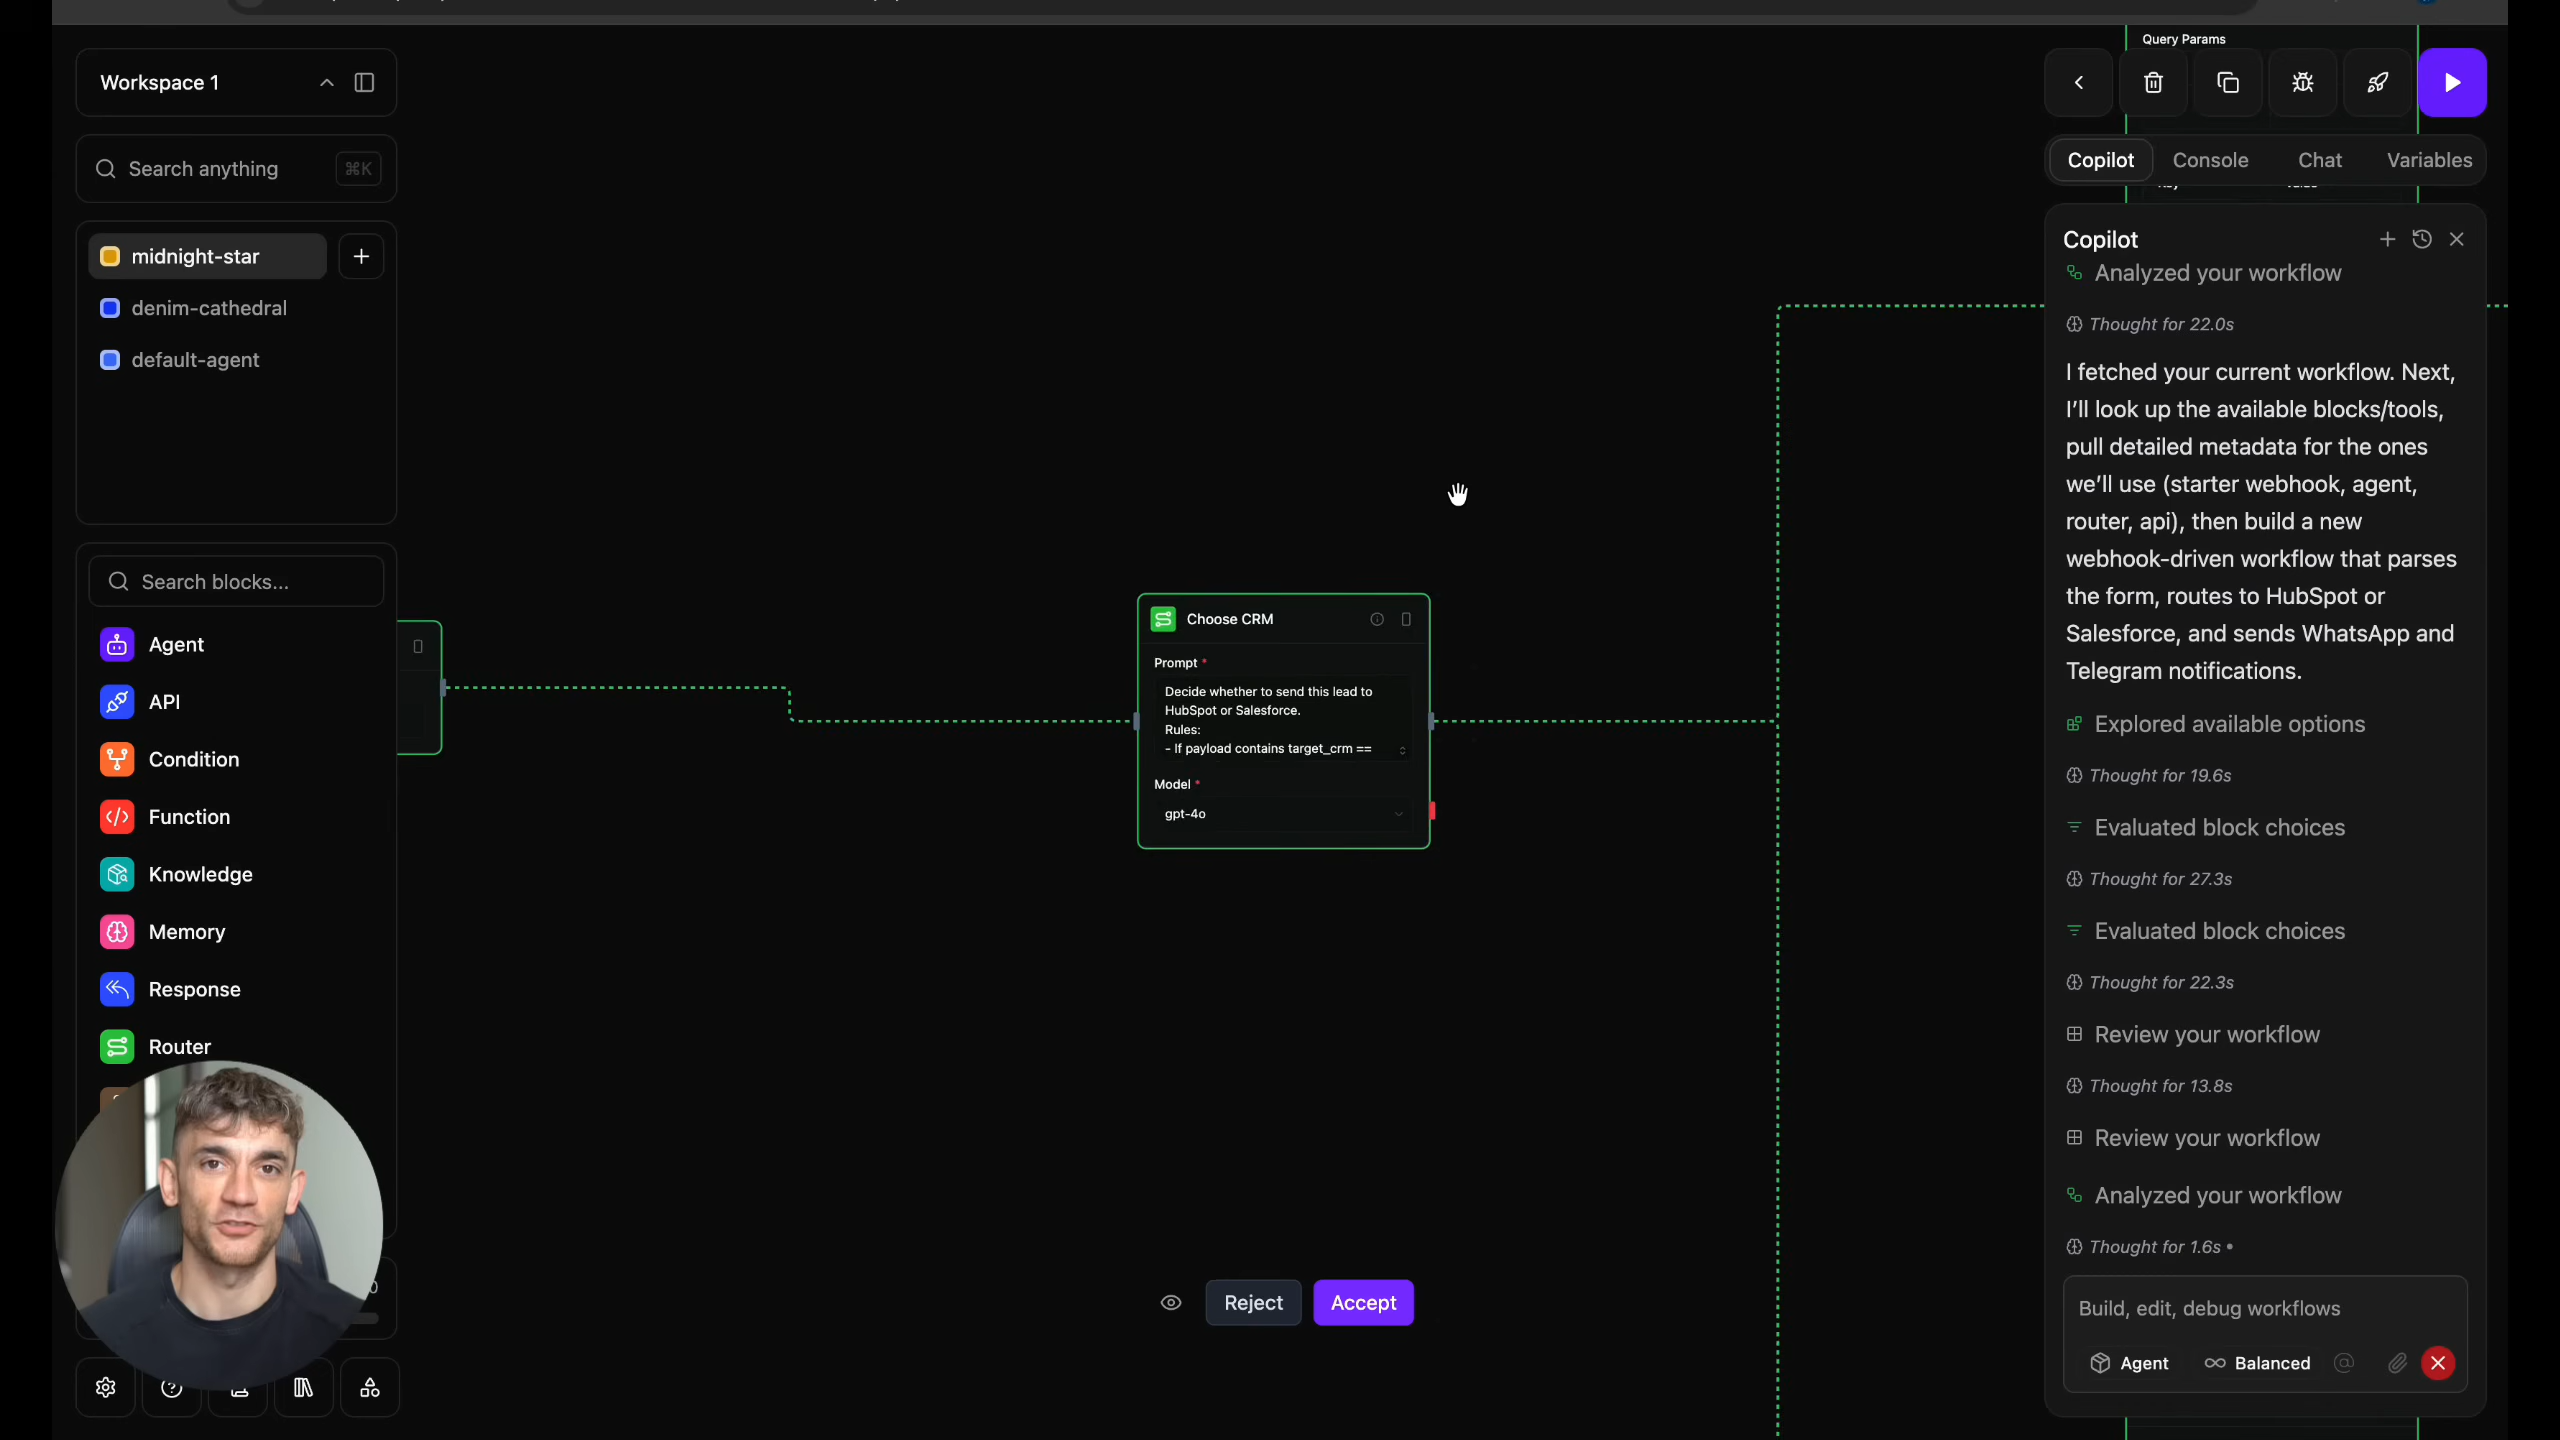 Workspace 1
Search anything
⌘K
midnight-star
denim-cathedral
default-agent
Search blocks...
Agent
API
Condition
Function
Knowledge
Memory
Response
Router
Choose CRM
Prompt *
Decide whether to send this lead to
HubSpot or Salesforce.
Rules:
- If payload contains target_crm ==
Model *
gpt-4o
Reject
Accept
Query Params
Copilot
Console
Chat
Variables
Copilot
Analyzed your workflow
Thought for 22.0s
I fetched your current workflow. Next,
I'll look up the available blocks/tools,
pull detailed metadata for the ones
we'll use (starter webhook, agent,
router, api), then build a new
webhook-driven workflow that parses
the form, routes to HubSpot or
Salesforce, and sends WhatsApp and
Telegram notifications.
Explored available options
Thought for 19.6s
Evaluated block choices
Thought for 27.3s
Evaluated block choices
Thought for 22.3s
Review your workflow
Thought for 13.8s
Review your workflow
Analyzed your workflow
Thought for 1.6s •
Build, edit, debug workflows
Agent
Balanced